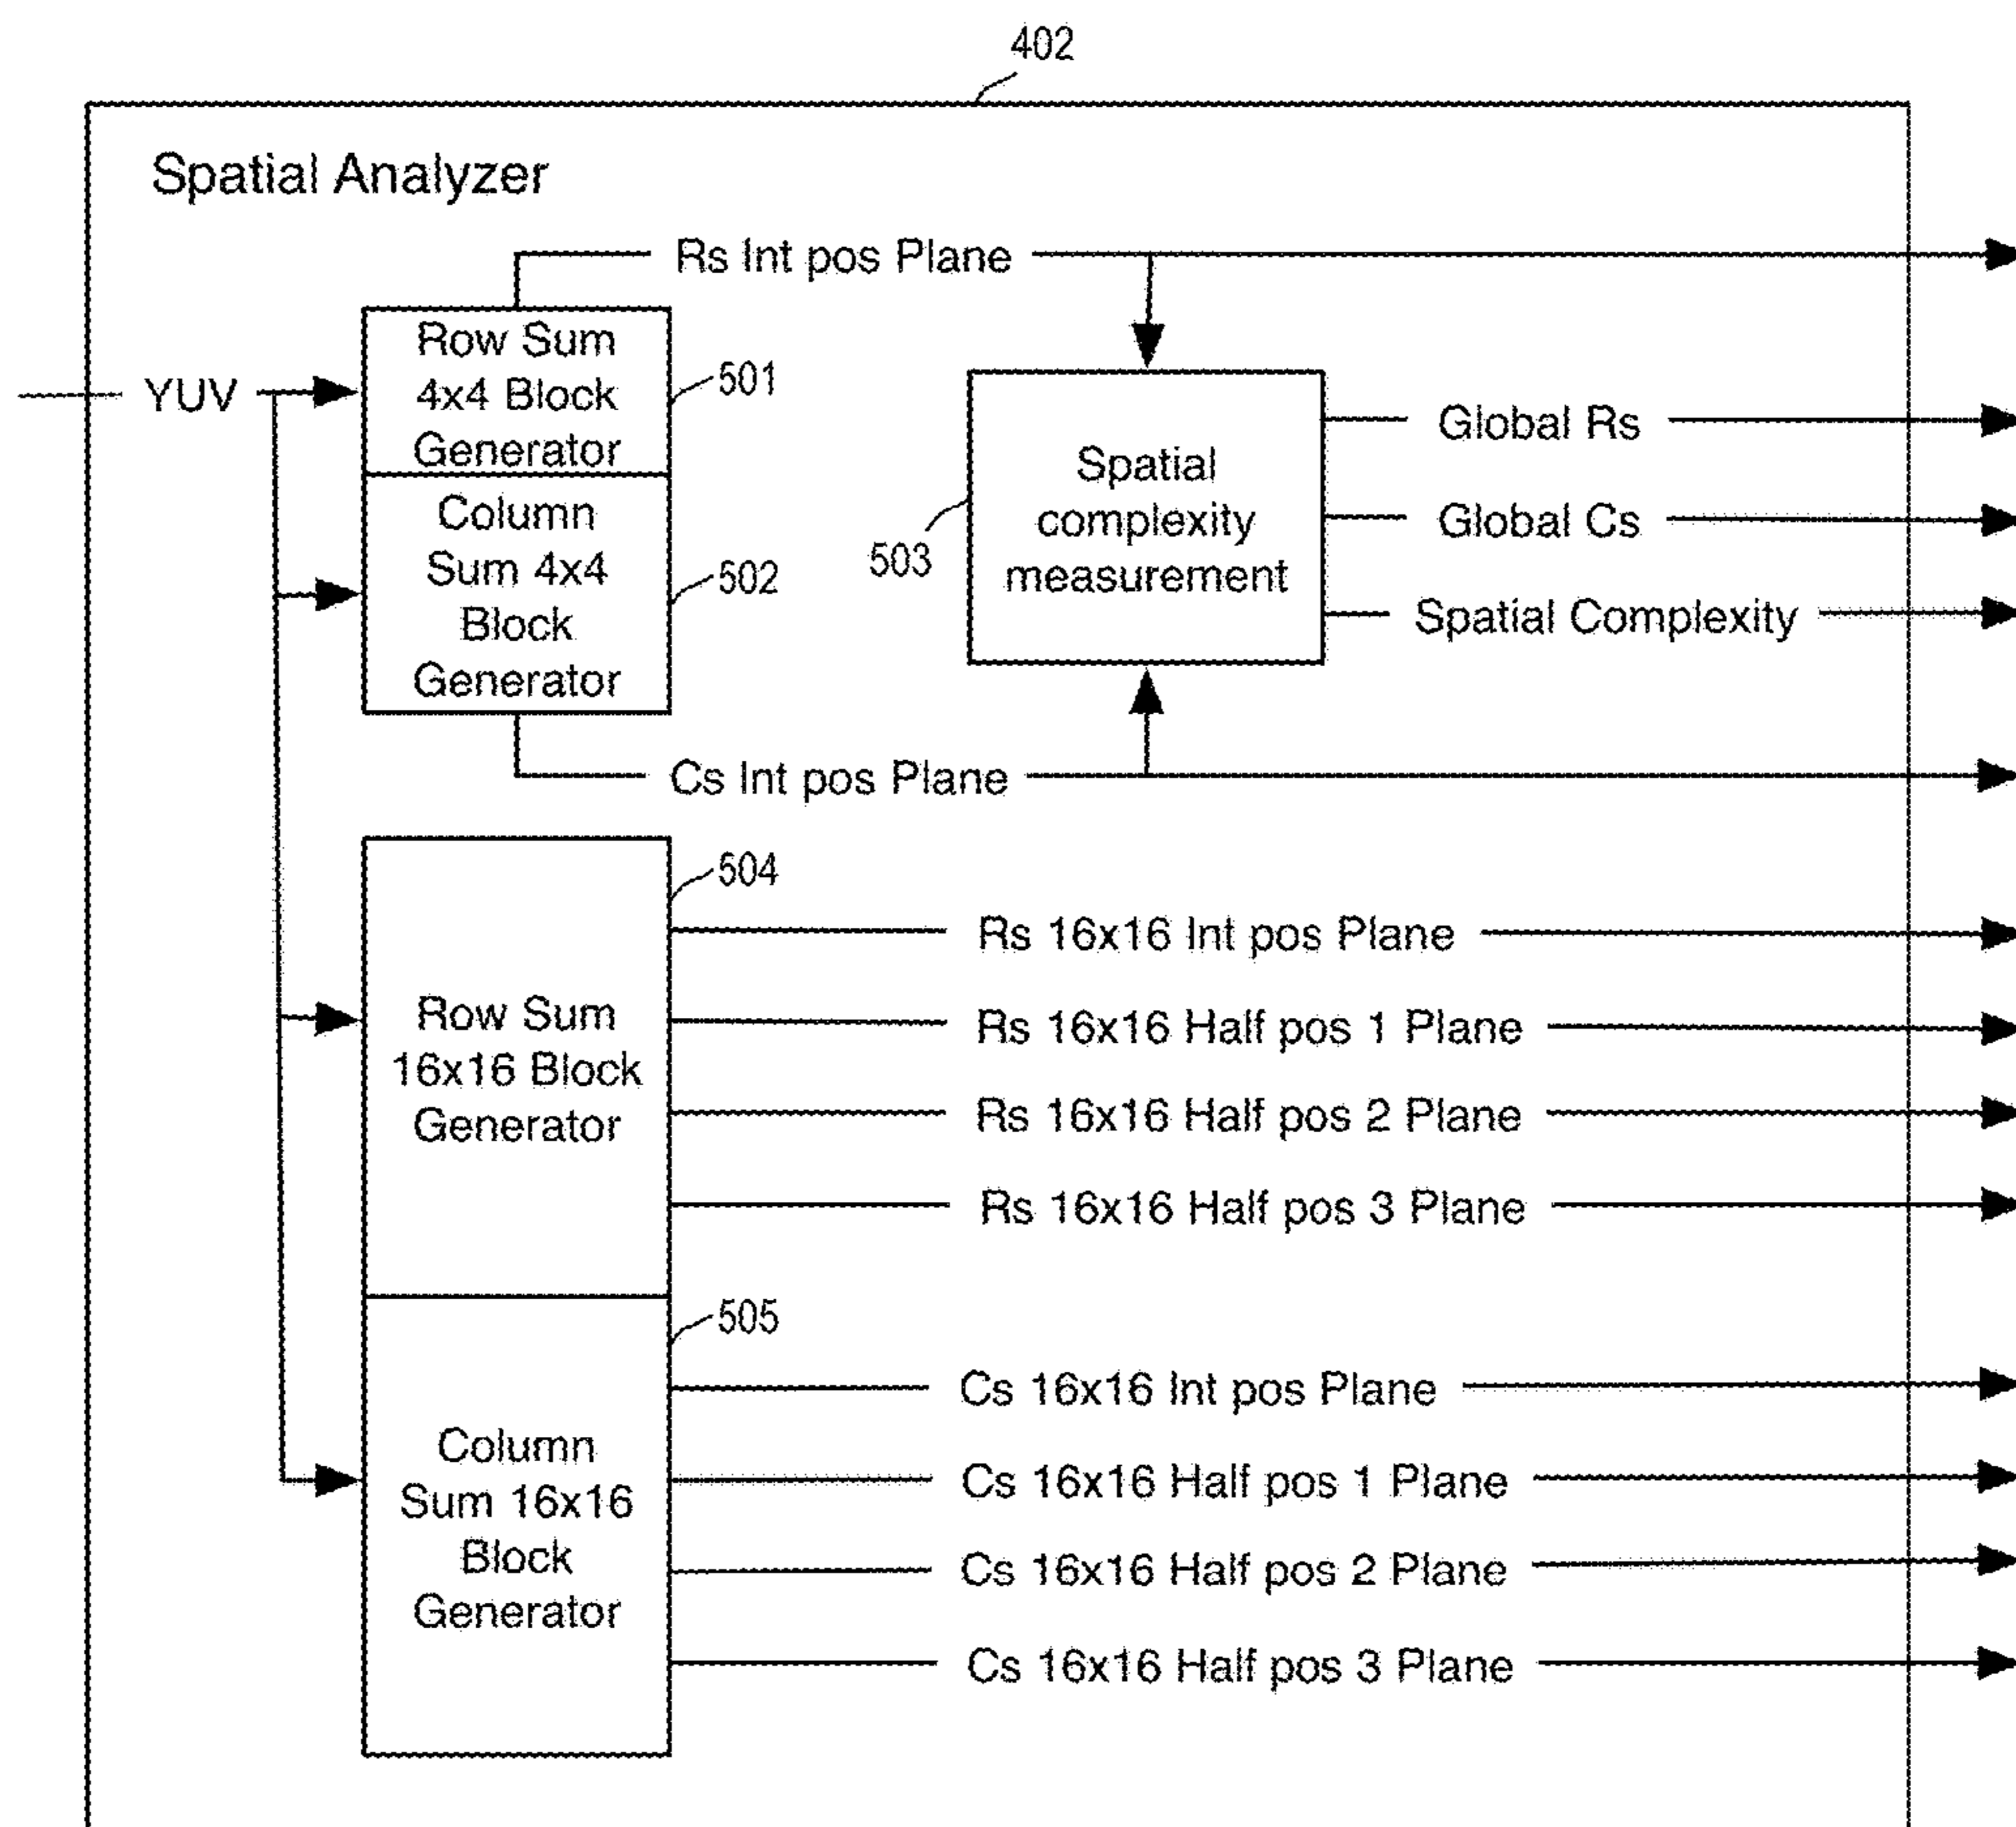 402
Spatial Analyzer
Rs Int pos Plane
YUV
Row Sum
4x4 Block
Generator
501
Column
Sum 4x4
Block
Generator
502
Spatial
complexity
measurement
503
Global Rs
Global Cs
Spatial Complexity
Cs Int pos Plane
504
Row Sum
16x16 Block
Generator
Rs 16x16 Int pos Plane
Rs 16x16 Half pos 1 Plane
Rs 16x16 Half pos 2 Plane
Rs 16x16 Half pos 3 Plane
505
Column
Sum 16x16
Block
Generator
Cs 16x16 Int pos Plane
Cs 16x16 Half pos 1 Plane
Cs 16x16 Half pos 2 Plane
Cs 16x16 Half pos 3 Plane